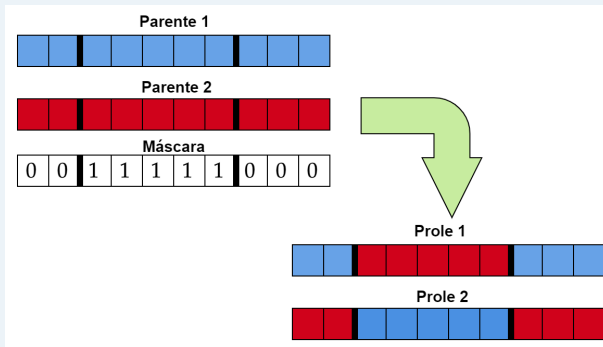 Parente 1
Parente 2
Máscara
0 0 1 1 1 1 1 0 0 0
Prole 1
Prole 2